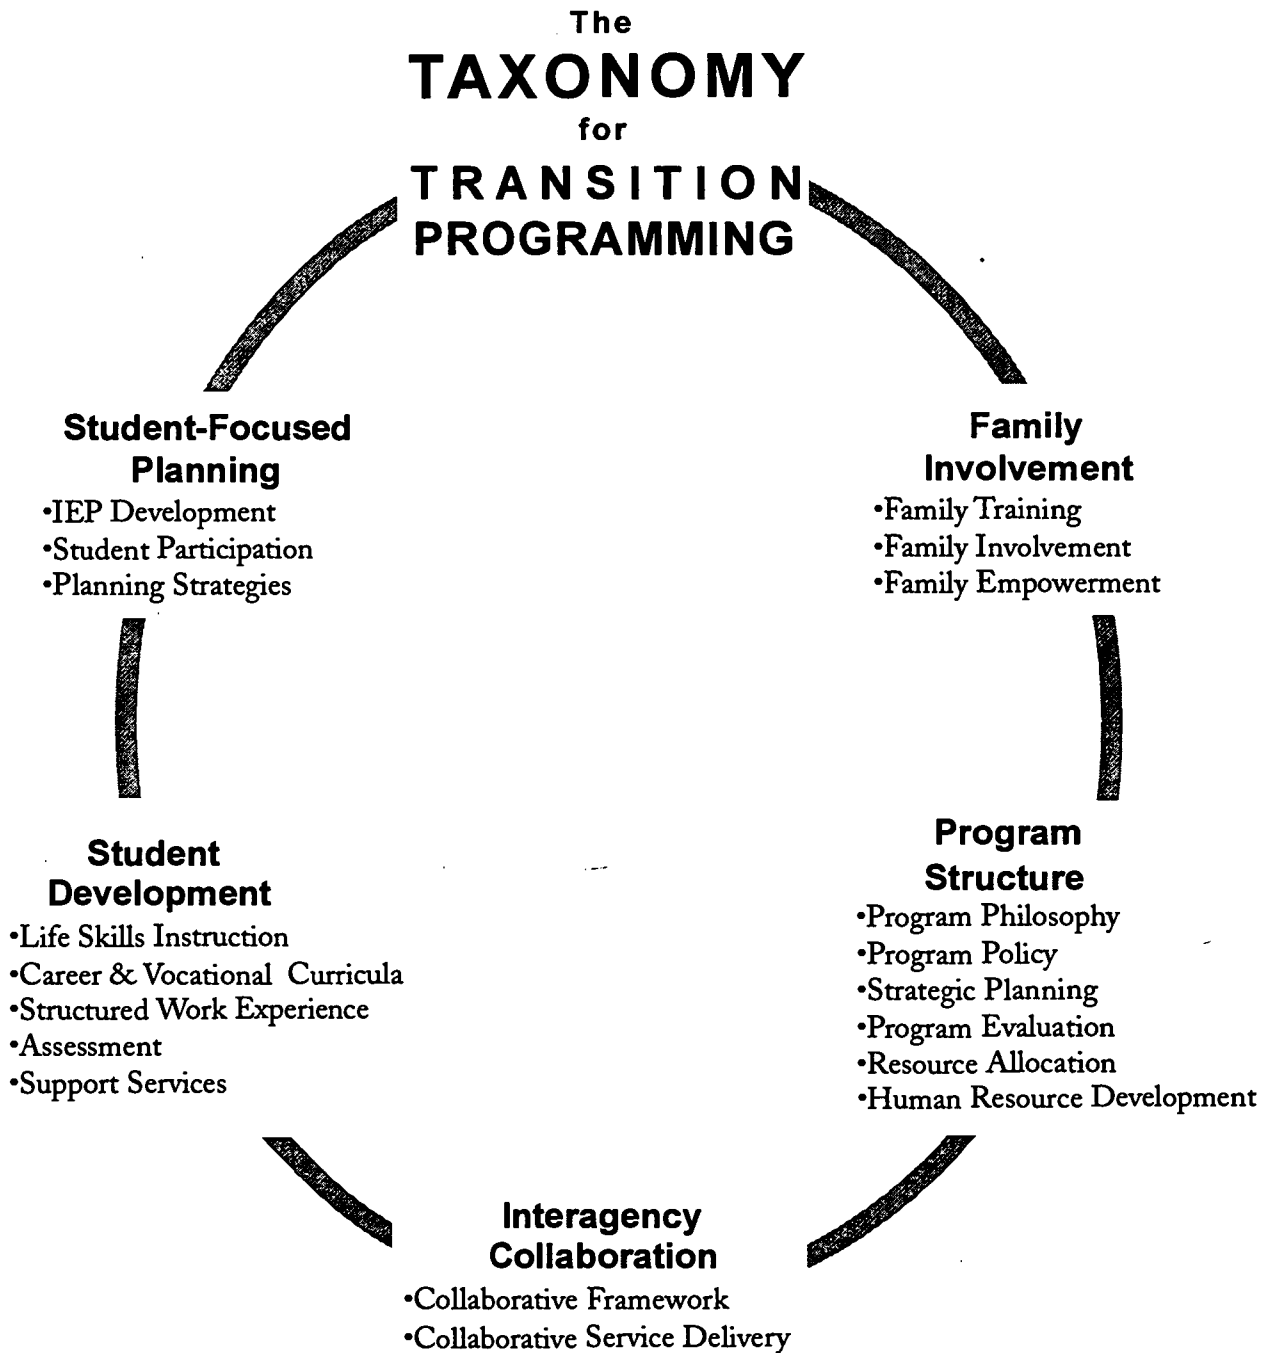 The
TAXONOMY
for
TRANSITION
PROGRAMMING
Student-Focused
Planning
•IEP Development
•Student Participation
•Planning Strategies
Family
Involvement
•Family Training
•Family Involvement
•Family Empowerment
Student
Development
•Life Skills Instruction
•Career & Vocational Curricula
•Structured Work Experience
•Assessment
•Support Services
Program
Structure
•Program Philosophy
•Program Policy
•Strategic Planning
•Program Evaluation
•Resource Allocation
•Human Resource Development
Interagency
Collaboration
•Collaborative Framework
•Collaborative Service Delivery